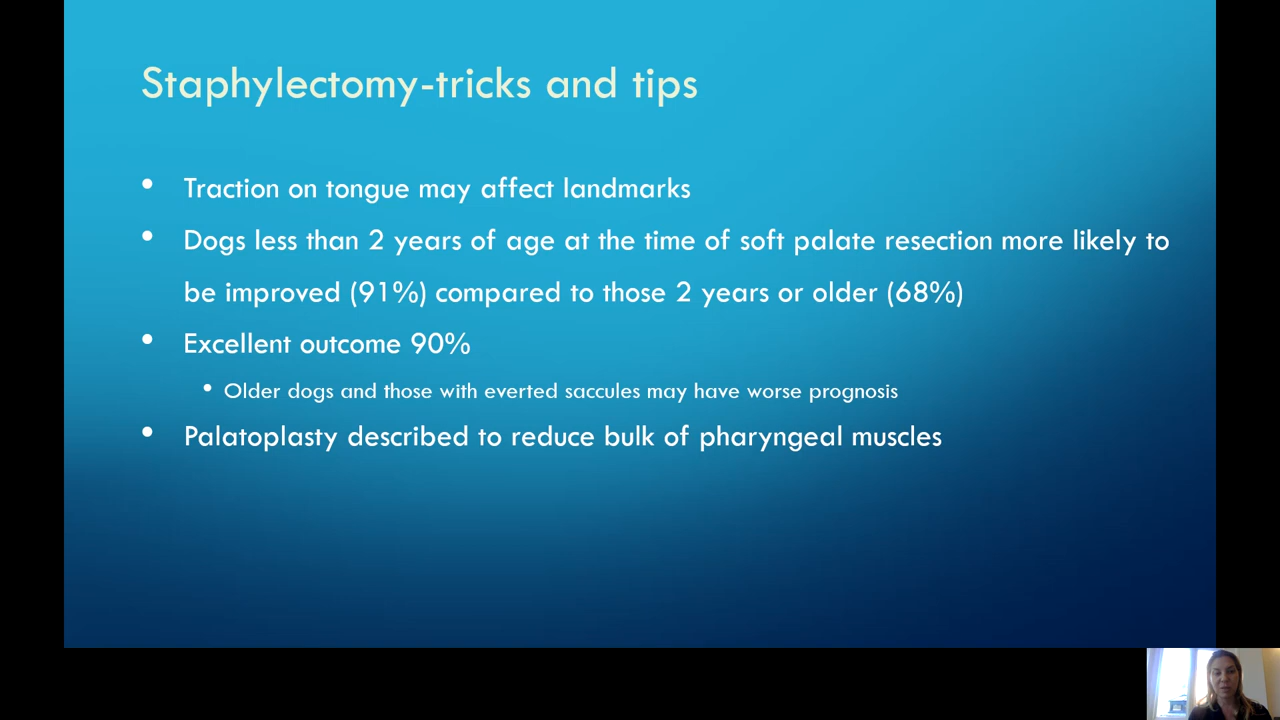 Staphylectomy-tricks and tips
• Traction on tongue may affect landmarks
• Dogs less than 2 years of age at the time of soft palate resection more likely to
be improved (91%) compared to those 2 years or older (68%)
• Excellent outcome 90%
• Older dogs and those with everted saccules may have worse prognosis
• Palatoplasty described to reduce bulk of pharyngeal muscles